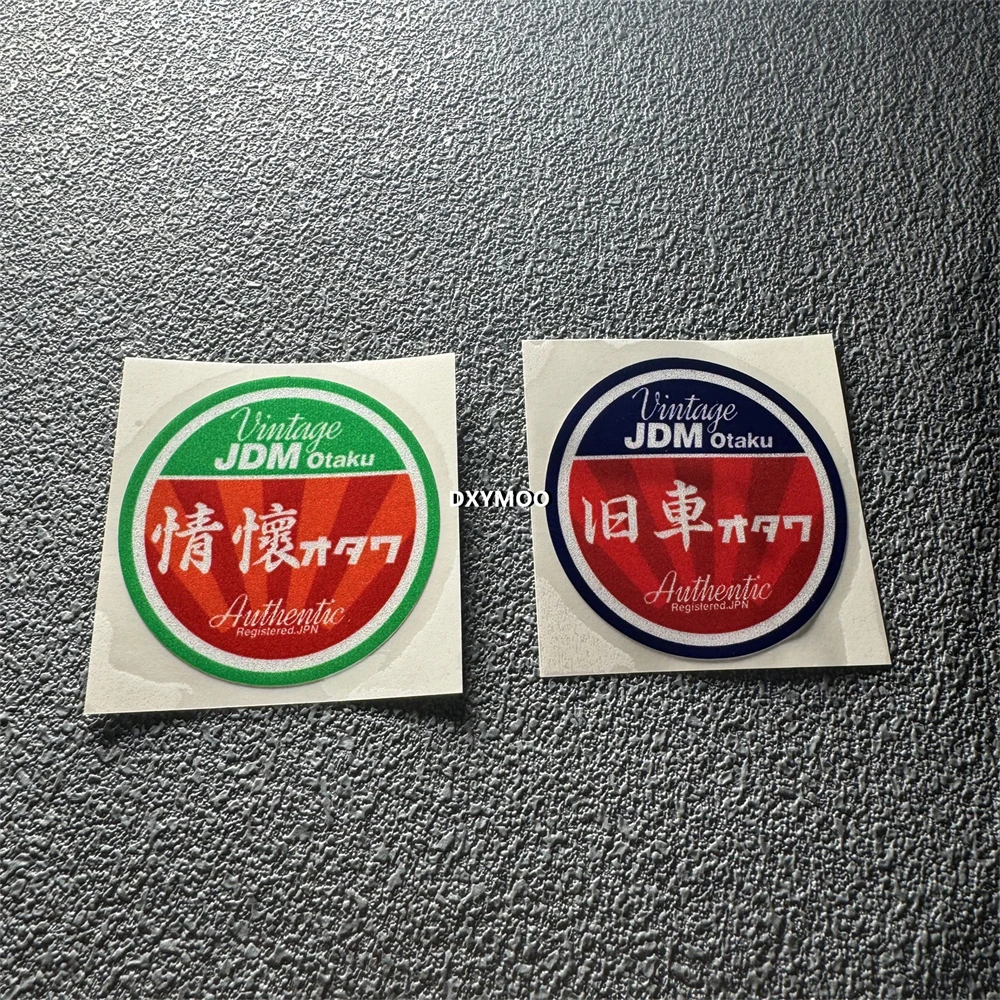 Vintage
JDM Otaku
情懷オタワ
Authentic
Registered.JPN
DXYMOO
Vintage
JDM Otaku
旧車オタワ
Authentic
Registered.JPN